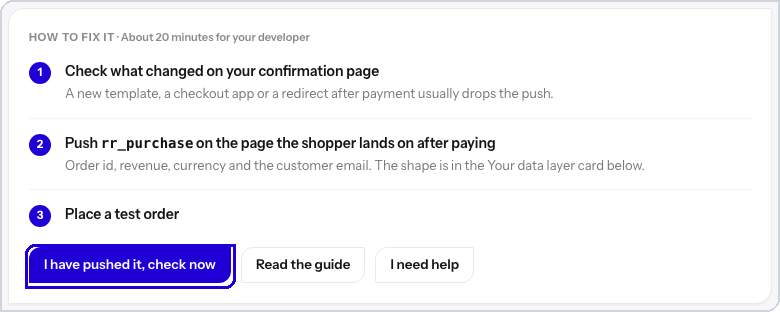 HOW TO FIX IT · About 20 minutes for your developer
1 Check what changed on your confirmation page
A new template, a checkout app or a redirect after payment usually drops the push.
2 Push rr_purchase on the page the shopper lands on after paying
Order id, revenue, currency and the customer email. The shape is in the Your data layer card below.
3 Place a test order
I have pushed it, check now Read the guide I need help